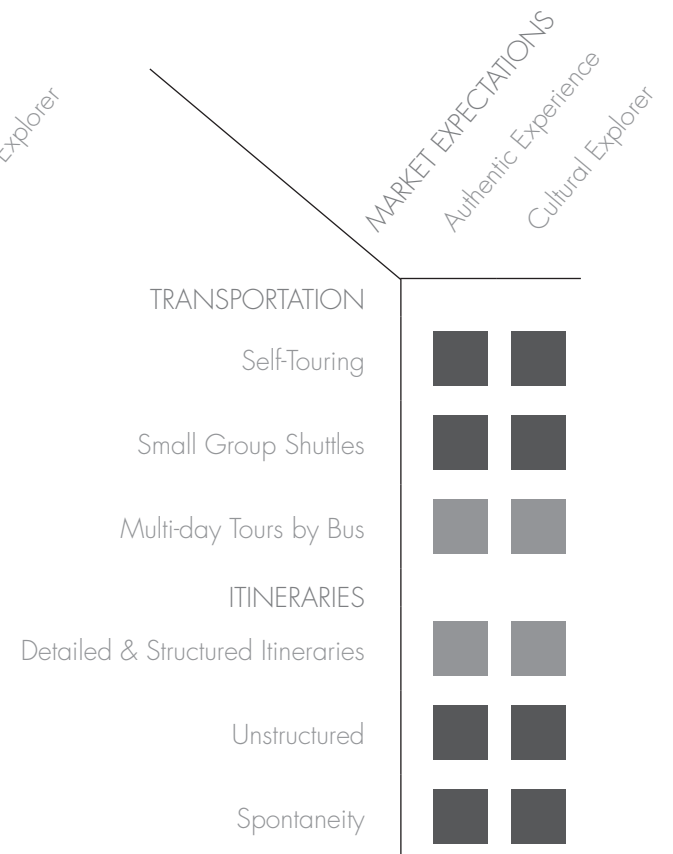 Explorer
MARKET EXPECTATIONS
Authentic Experience
Cultural Explorer
TRANSPORTATION
Self-Touring
Small Group Shuttles
Multi-day Tours by Bus
ITINERARIES
Detailed & Structured Itineraries
Unstructured
Spontaneity